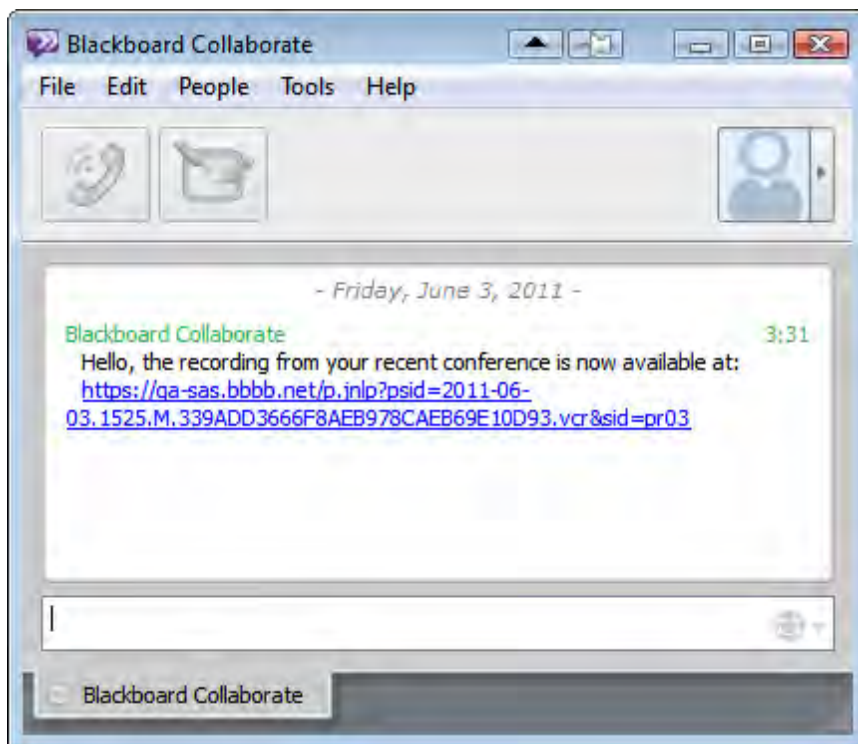 Blackboard Collaborate
File Edit People Tools Help
- Friday, June 3, 2011 -
Blackboard Collaborate 3:31
Hello, the recording from your recent conference is now available at:
https://qa-sas.bbbb.net/p.jnlp?psid=2011-06-
03.1525.M.339ADD3666F8AEB978CAEB69E10D93.vcr&sid=pr03
Blackboard Collaborate